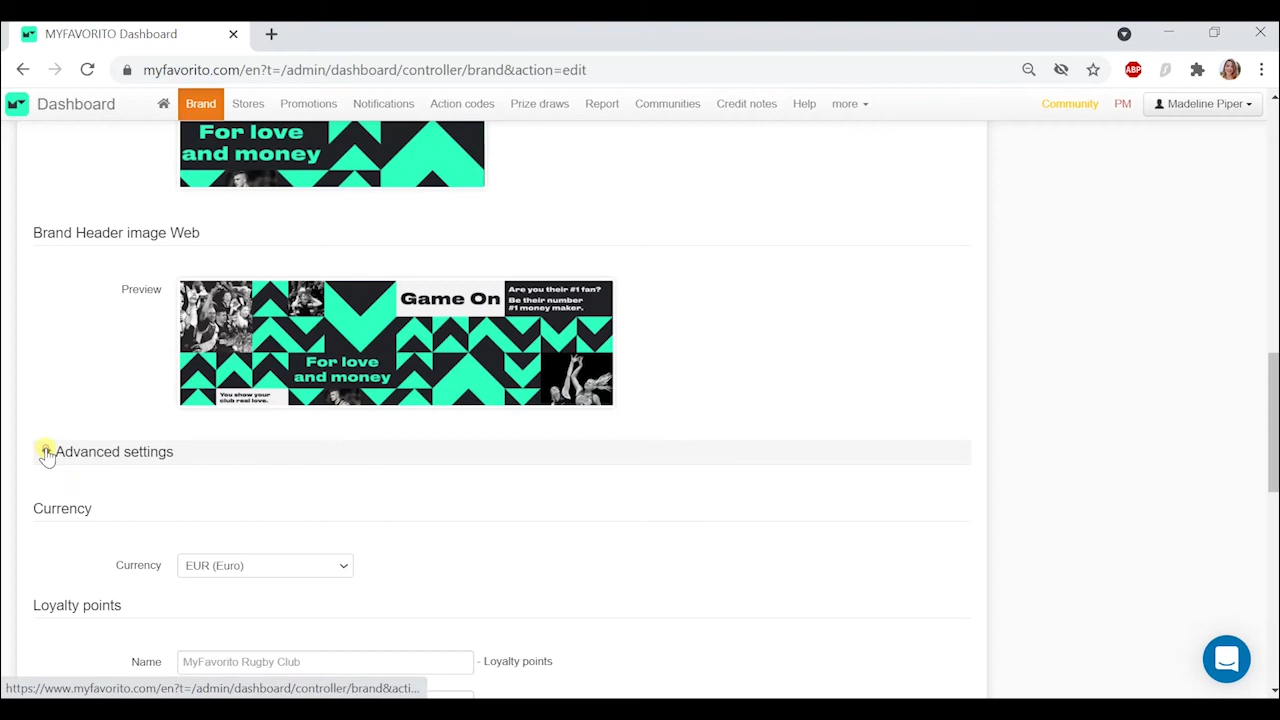 MYFAVORITO Dashboard
myfavorito.com/en?t=/admin/dashboard/controller/brand&action=edit
ABP
Dashboard Brand Stores Promotions Notifications Action codes Prize draws Report Communities Credit notes Help more Community PM Madeline Piper
For love
and money
Brand Header image Web
Preview
Game On
Are you their #1 fan?
Be their number
#1 money maker.
For love
and money
You show your
club real love.
Advanced settings
Currency
Currency EUR (Euro)
Loyalty points
Name MyFavorito Rugby Club - Loyalty points
https://www.myfavorito.com/en?t=/admin/dashboard/controller/brand&acti...